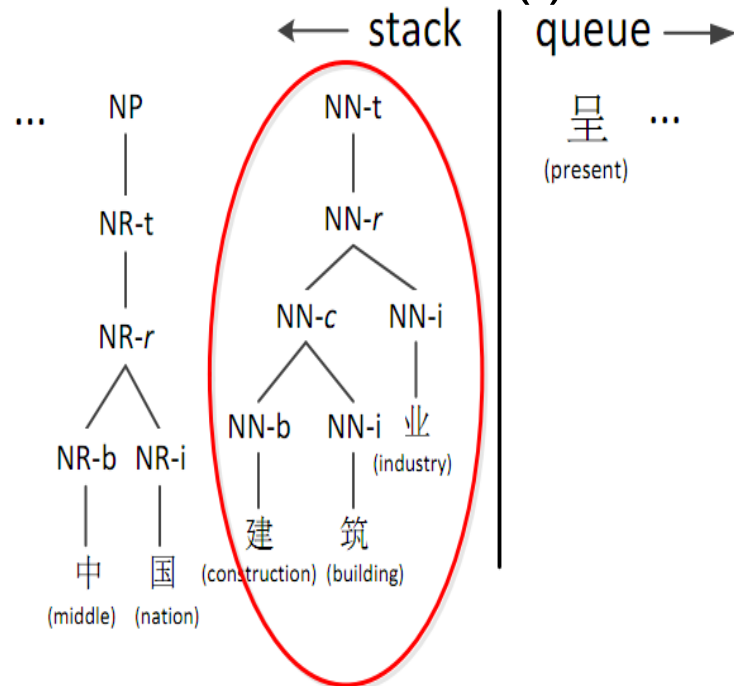 stack queue
... NP NN-t 呈 ...
(present)
NR-t NN-r
NR-r NN-c NN-i
NR-b NR-i NN-b NN-i 业
(industry)
中 国 建 筑
(middle) (nation) (construction) (building)